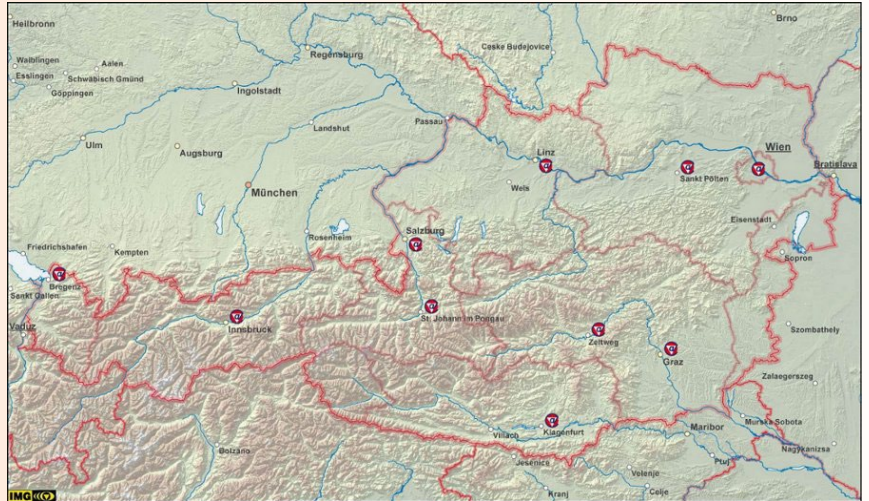 Heilbronn
Brno
Waiblingen
Aalen
Esslingen
Schwäbisch Gmünd
Göppingen
Regensburg
Ceske Budejovice
Ingolstadt
Landshut
Passau
Ulm
Augsburg
Linz
Wien
Sankt Pölten
Bratislava
München
Wels
Eisenstadt
Salzburg
Rosenheim
Friedrichshafen
Kempten
Sopron
Bregenz
Sankt Gallen
Vaduz
Innsbruck
St. Johann im Pongau
Zeltweg
Szombathely
Graz
Zalaegerszeg
Villach
Klagenfurt
Maribor
Murska Sobota
Bolzano
Jesenice
Ptuj
Nagykanizsa
Velenje
Kranj
Celje
IMG